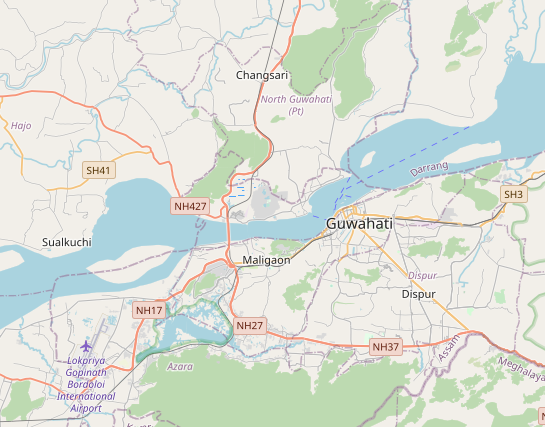 Changsari
North Guwahati
(Pt)
Hajo
SH41
Darrang
SH3
NH427
Guwahati
Sualkuchi
Maligaon
Dispur
Dispur
NH17
NH27
NH37
Assam
Meghalaya
Azara
Lokpriya
Gopinath
Bordoloi
International
Airport
N